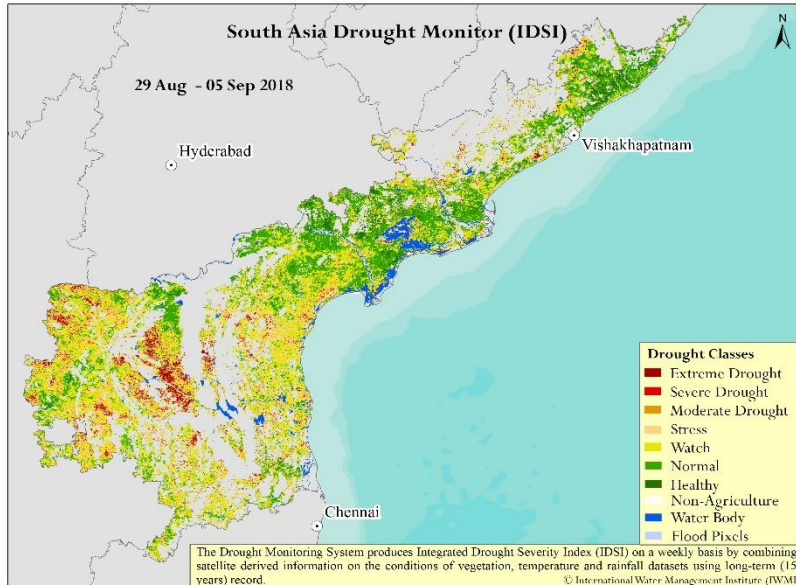 South Asia Drought Monitor (IDSI)
N
29 Aug - 05 Sep 2018
Vishakhapatnam
Hyderabad
Drought Classes
Extreme Drought
Severe Drought
Moderate Drought
Stress
Watch
Normal
Healthy
Non-Agriculture
Water Body
Flood Pixels
Chennai
The Drought Monitoring System produces Integrated Drought Severity Index (IDSI) on a weekly basis by combining
satellite derived information on the conditions of vegetation, temperature and rainfall datasets using long-term (15
years) record.
© International Water Management Institute (IWMI